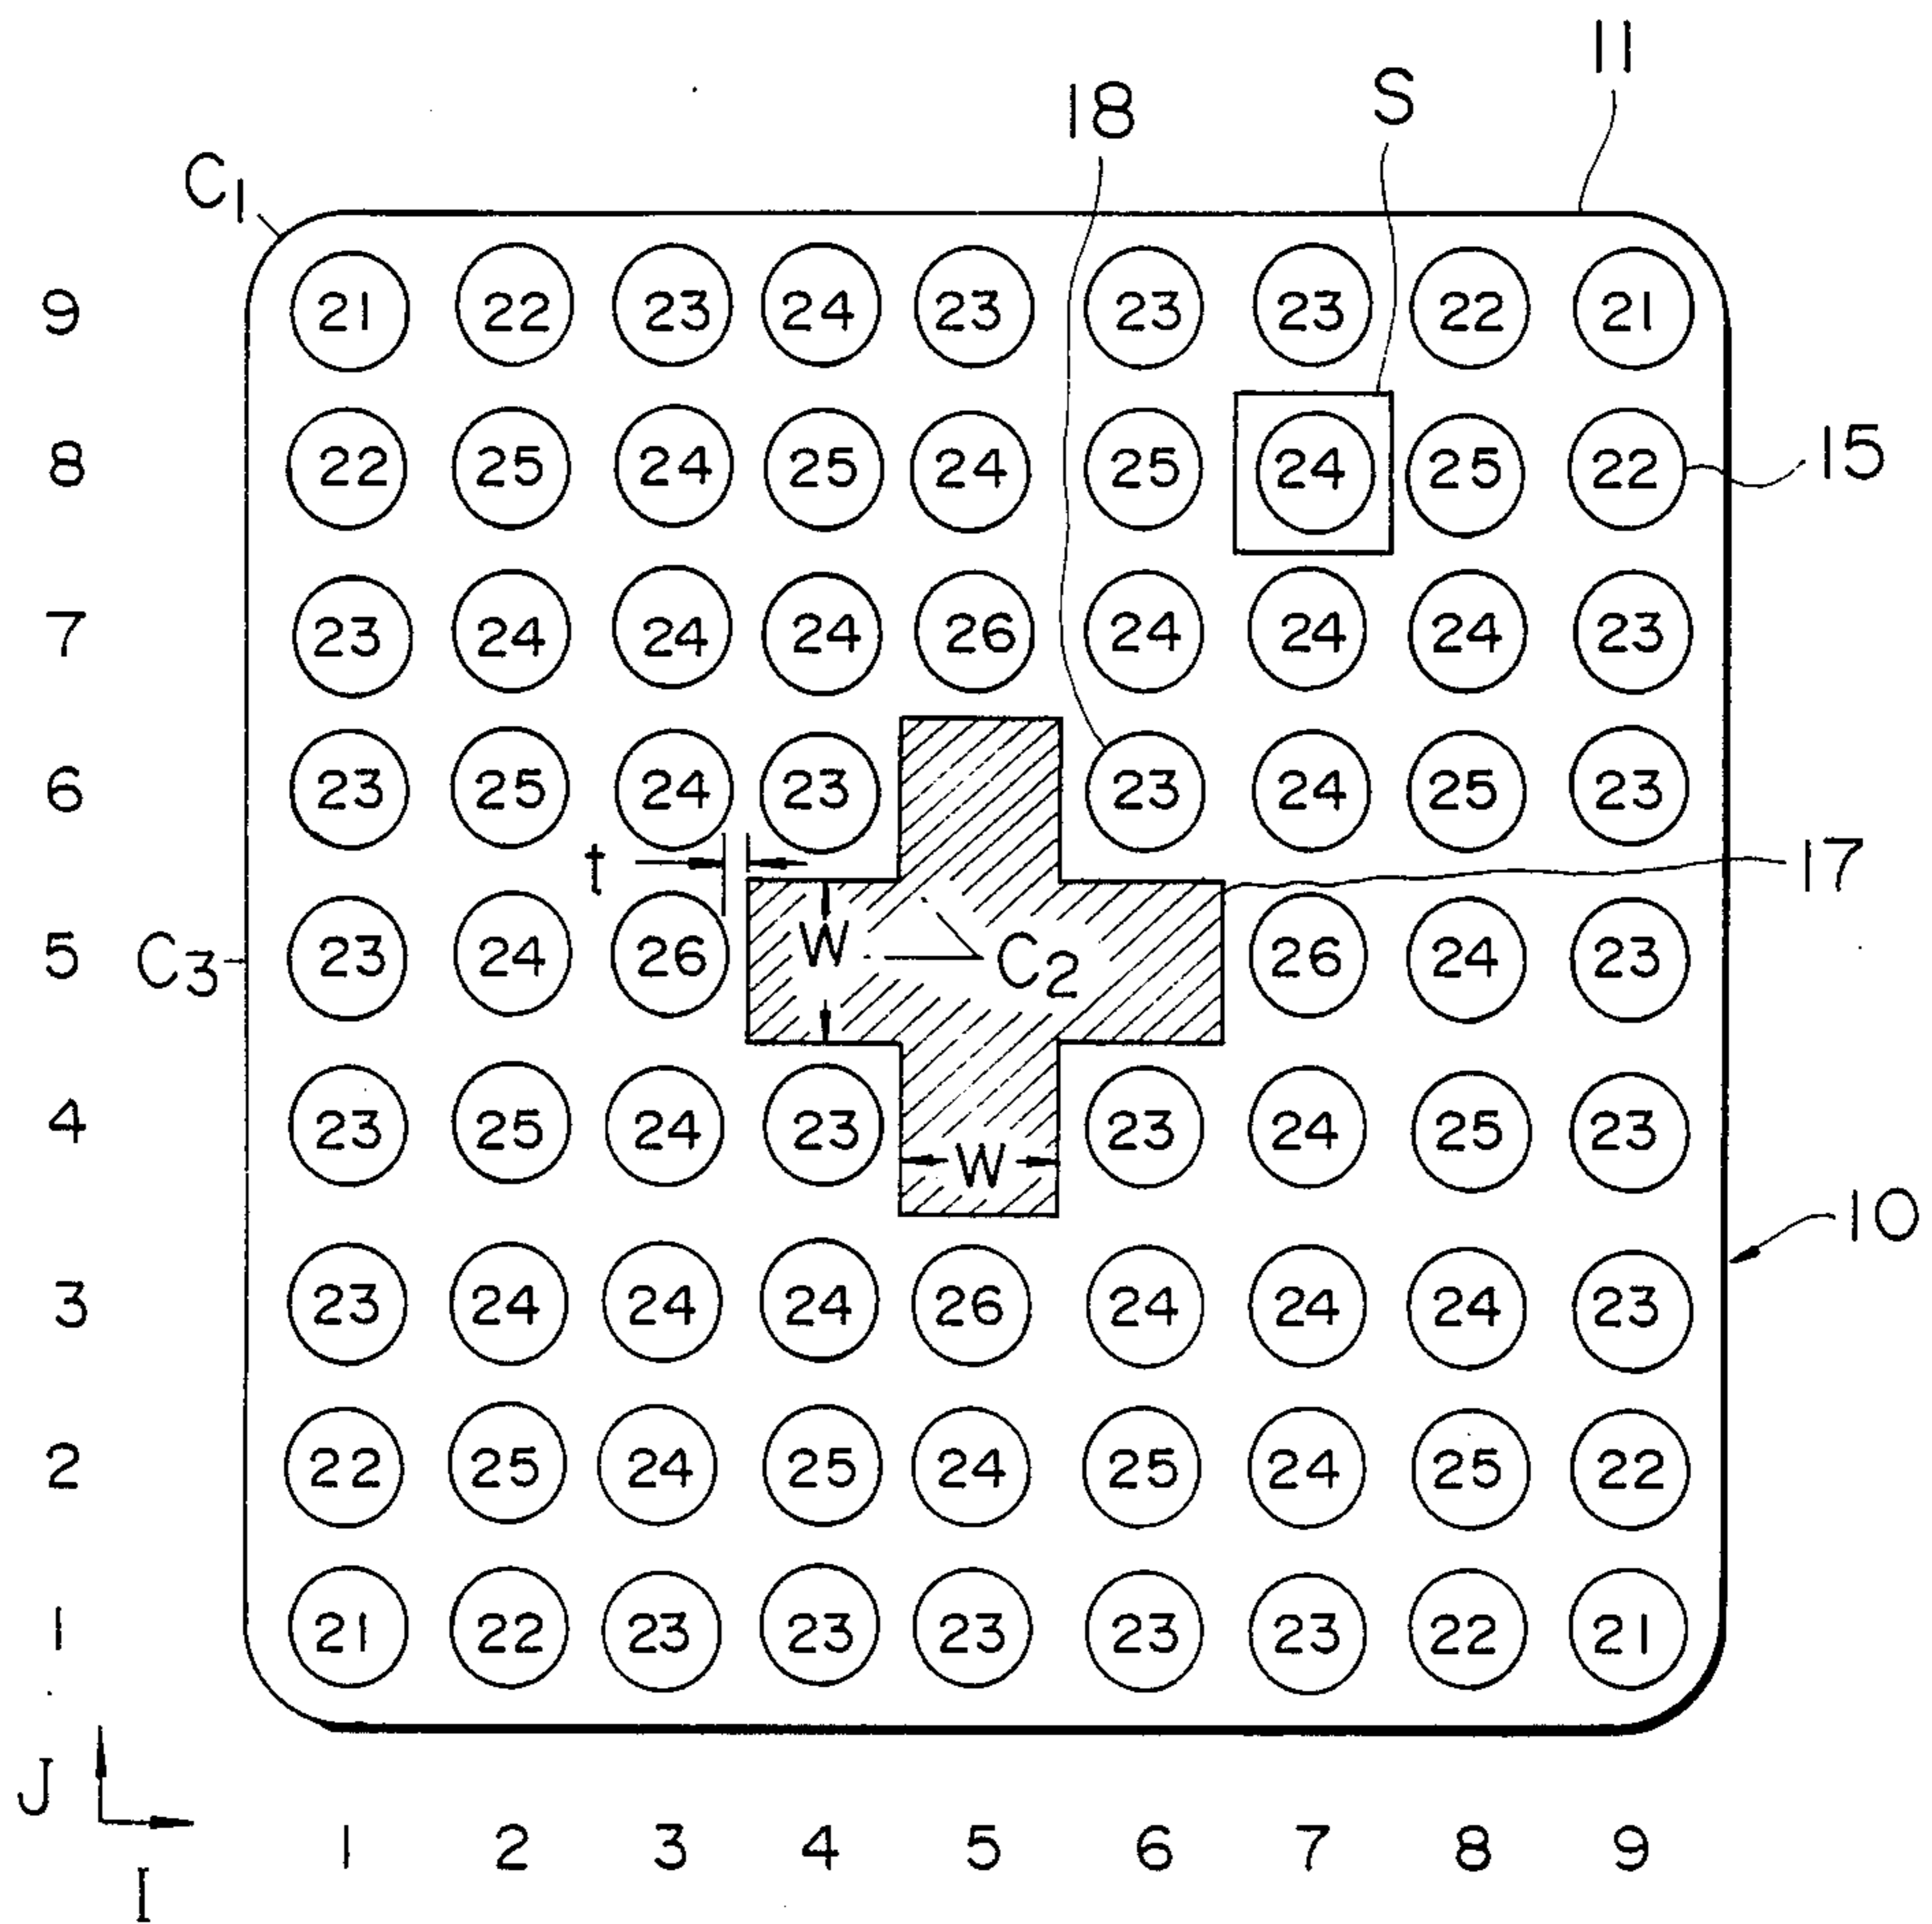 11
S
18
C1
9 21 22 23 24 23 23 23 22 21
8 22 25 24 25 24 25 24 25 22 15
7 23 24 24 24 26 24 24 24 23
6 23 25 24 23 23 24 25 23
t 17
5 C3 23 24 26 W C2 26 24 23
4 23 25 24 23 23 24 25 23
W
10
3 23 24 24 24 26 24 24 24 23
2 22 25 24 25 24 25 24 25 22
1 21 22 23 23 23 23 23 22 21
J
1 2 3 4 5 6 7 8 9
I